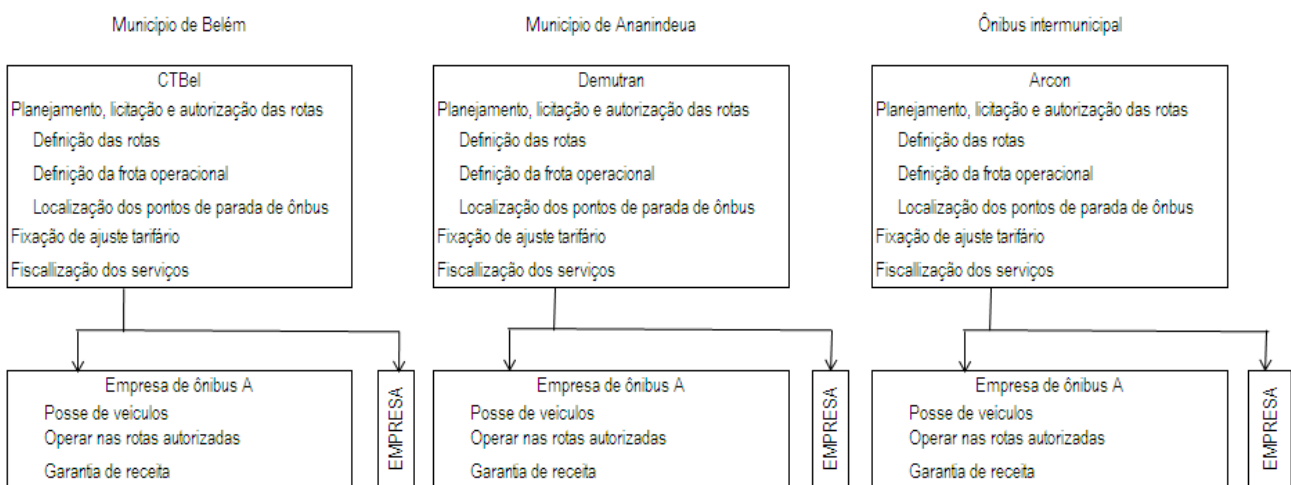 Município de Belém
CTBel
Planejamento, licitação e autorização das rotas
Definição das rotas
Definição da frota operacional
Localização dos pontos de parada de ônbus
Fixação de ajuste tarifário
Fiscallização dos serviços
Empresa de ônibus A
Posse de veículos
Operar nas rotas autorizadas
Garantia de receita
EMPRESA
Município de Ananindeua
Demutran
Planejamento, licitação e autorização das rotas
Definição das rotas
Definição da frota operacional
Localização dos pontos de parada de ônbus
Fixação de ajuste tarifário
Fiscallização dos serviços
Empresa de ônibus A
Posse de veículos
Operar nas rotas autorizadas
Garantia de receita
EMPRESA
Ônibus intermunicipal
Arcon
Planejamento, licitação e autorização das rotas
Definição das rotas
Definição da frota operacional
Localização dos pontos de parada de ônbus
Fixação de ajuste tarifário
Fiscallização dos serviços
Empresa de ônibus A
Posse de veículos
Operar nas rotas autorizadas
Garantia de receita
EMPRESA